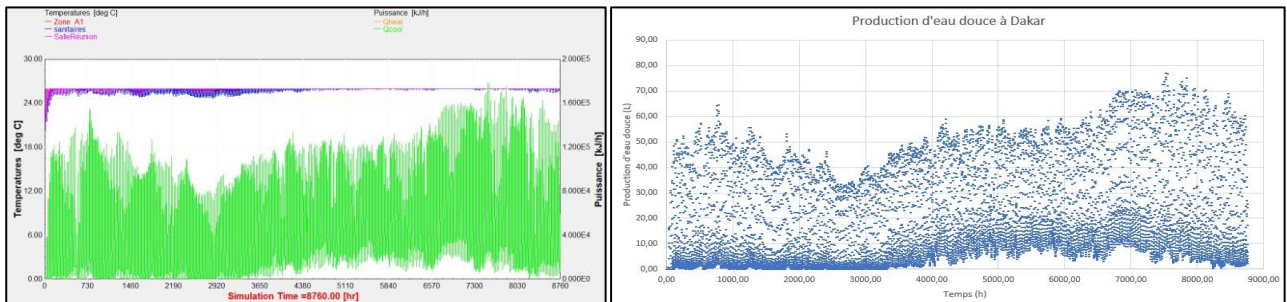 Temperatures [deg C]
Zone A1
sanitaires
SalleRéunion
Puissance [kJ/h]
Qheat
Qcool
30.00
24.00
18.00
12.00
6.00
0.00
Temperatures [deg C]
2.000E5
1.600E5
1.200E5
8.000E4
4.000E4
0.000E0
Puissance [kJ/h]
0 730 1460 2190 2920 3650 4380 5110 5840 6570 7300 8030 8760
Simulation Time =8760.00 [hr]
Production d'eau douce à Dakar
90,00
80,00
70,00
60,00
50,00
40,00
30,00
20,00
10,00
0,00
Production d'eau douce (L)
0,00 1000,00 2000,00 3000,00 4000,00 5000,00 6000,00 7000,00 8000,00 9000,00
Temps (h)